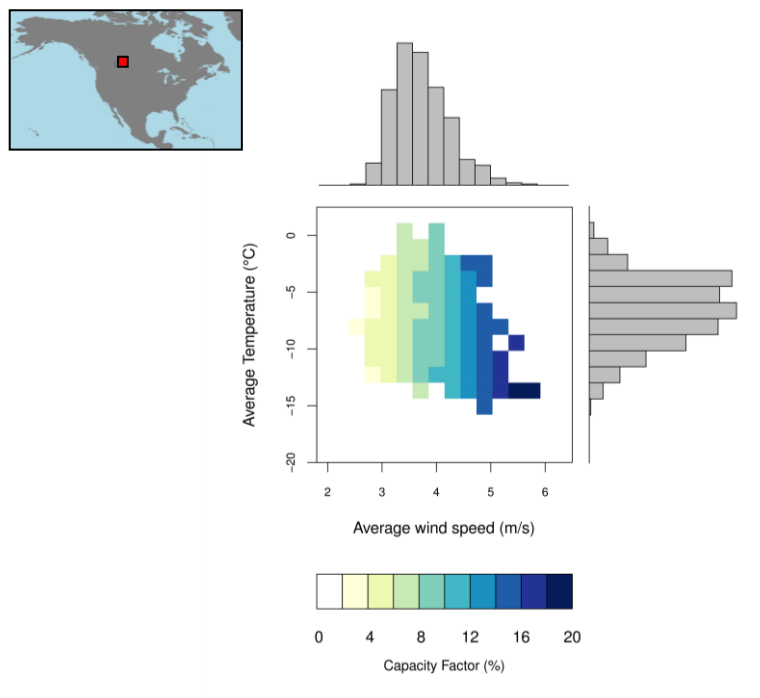 Average Temperature (°C)
0
−5
−10
−15
−20
2 3 4 5 6
Average wind speed (m/s)
0 4 8 12 16 20
Capacity Factor (%)